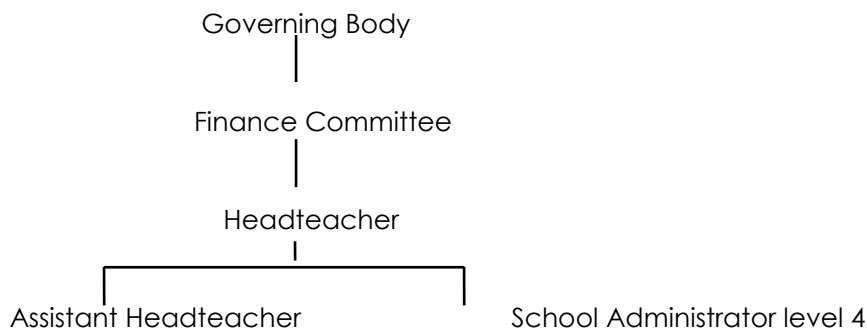 Governing Body
Finance Committee
Headteacher
Assistant Headteacher School Administrator level 4